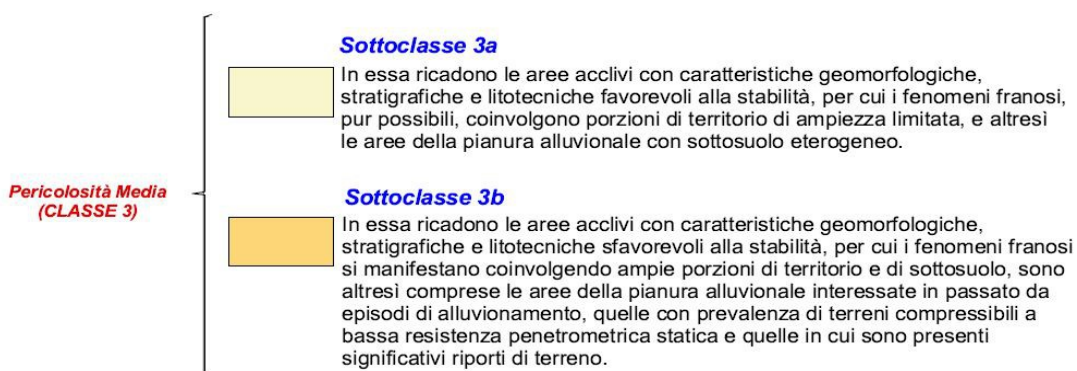 Pericolosità Media
(CLASSE 3)
Sottoclasse 3a
In essa ricadono le aree acclivi con caratteristiche geomorfologiche,
stratigrafiche e litotecniche favorevoli alla stabilità, per cui i fenomeni franosi,
pur possibili, coinvolgono porzioni di territorio di ampiezza limitata, e altresì
le aree della pianura alluvionale con sottosuolo eterogeneo.
Sottoclasse 3b
In essa ricadono le aree acclivi con caratteristiche geomorfologiche,
stratigrafiche e litotecniche sfavorevoli alla stabilità, per cui i fenomeni franosi
si manifestano coinvolgendo ampie porzioni di territorio e di sottosuolo, sono
altresì comprese le aree della pianura alluvionale interessate in passato da
episodi di alluvionamento, quelle con prevalenza di terreni compressibili a
bassa resistenza penetrometrica statica e quelle in cui sono presenti
significativi riporti di terreno.